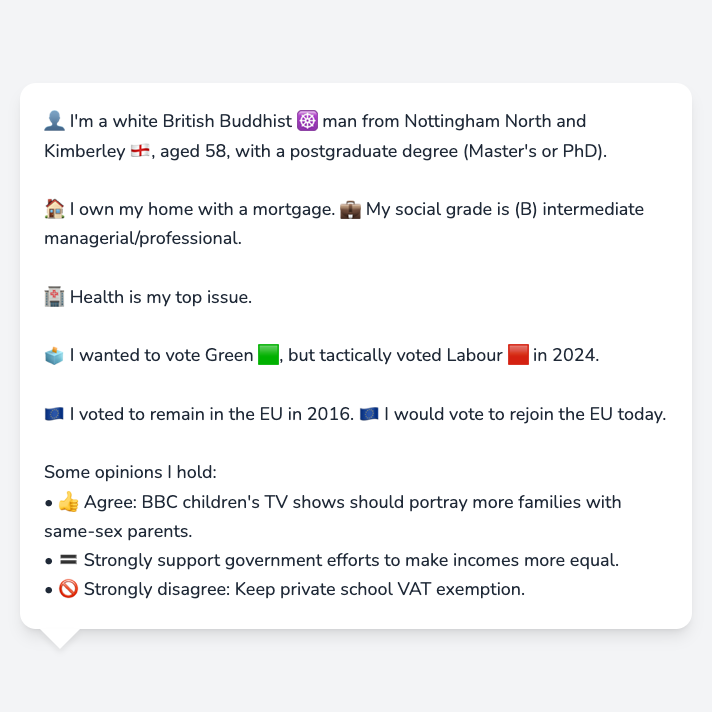 👤 I'm a white British Buddhist ☸️ man from Nottingham North and
Kimberley 🏴󠁧󠁢󠁥󠁮󠁧󠁿, aged 58, with a postgraduate degree (Master's or PhD).
🏠 I own my home with a mortgage. 💼 My social grade is (B) intermediate
managerial/professional.
🏥 Health is my top issue.
🗳️ I wanted to vote Green 🟩, but tactically voted Labour 🟥 in 2024.
🇪🇺 I voted to remain in the EU in 2016. 🇪🇺 I would vote to rejoin the EU today.
Some opinions I hold:
• 👍 Agree: BBC children's TV shows should portray more families with
same-sex parents.
• 🟰 Strongly support government efforts to make incomes more equal.
• 🚫 Strongly disagree: Keep private school VAT exemption.